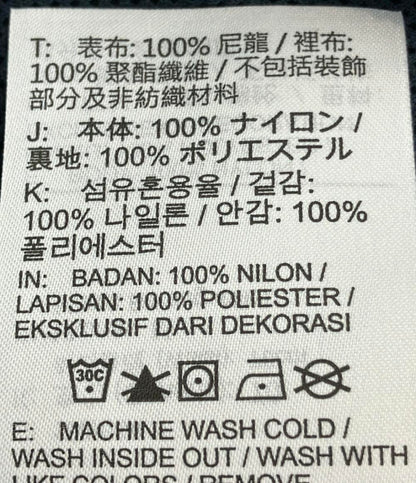 T: 表布: 100% 尼龍 / 裡布:
100% 聚酯纖維 / 不包括裝飾
部分及非紡織材料
J: 本体: 100% ナイロン /
裏地: 100% ポリエステル
K: 섬유혼용율 / 겉감:
100% 나일론 / 안감: 100%
폴리에스터
IN: BADAN: 100% NILON /
LAPISAN: 100% POLIESTER /
EKSKLUSIF DARI DEKORASI
30C
E: MACHINE WASH COLD /
WASH INSIDE OUT / WASH WITH
LIKE COLORS / REMOVE